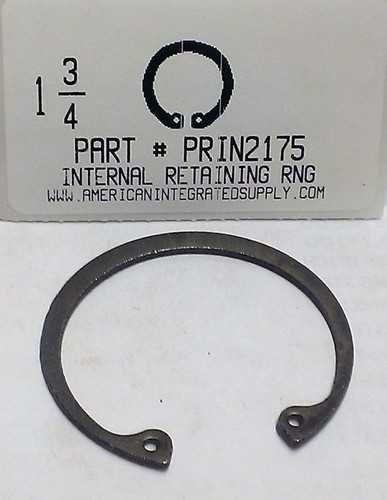 1 3/4
PART # PRIN2175
INTERNAL RETAINING RNG
WWW.AMERICANINTEGRATEDSUPPLY.COM